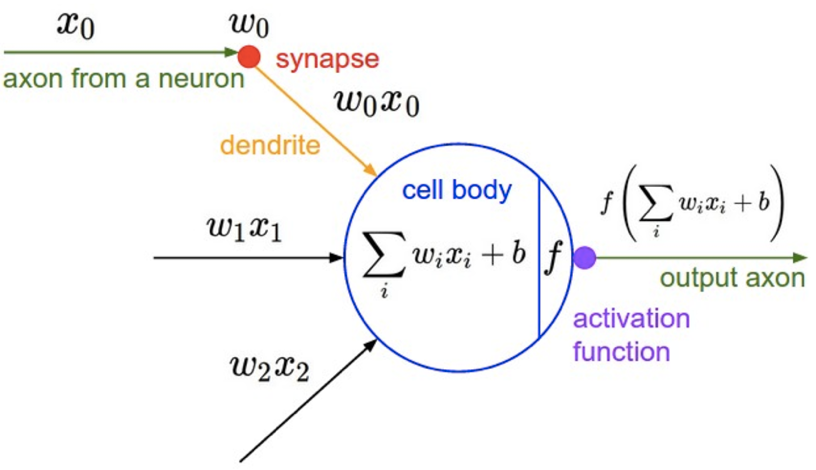 x₀
w₀
synapse
axon from a neuron
w₀x₀
dendrite
cell body
f(∑ᵢ wᵢxᵢ + b)
w₁x₁
∑ᵢ wᵢxᵢ + b
f
output axon
activation
function
w₂x₂